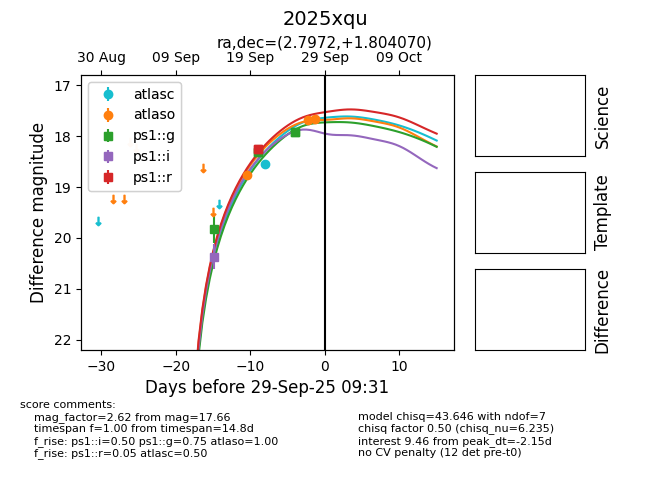 2025xqu
ra,dec=(2.7972,+1.804070)
30 Aug 09 Sep 19 Sep 29 Sep 09 Oct
17
18
19
20
21
22
Difference magnitude
atlasc
atlaso
ps1::g
ps1::i
ps1::r
−30 −20 −10 0 10
Days before 29-Sep-25 09:31
Science
Template
Difference
score comments:
mag_factor=2.62 from mag=17.66
timespan f=1.00 from timespan=14.8d
f_rise: ps1::i=0.50 ps1::g=0.75 atlaso=1.00
f_rise: ps1::r=0.05 atlasc=0.50
model chisq=43.646 with ndof=7
chisq factor 0.50 (chisq_nu=6.235)
interest 9.46 from peak_dt=-2.15d
no CV penalty (12 det pre-t0)